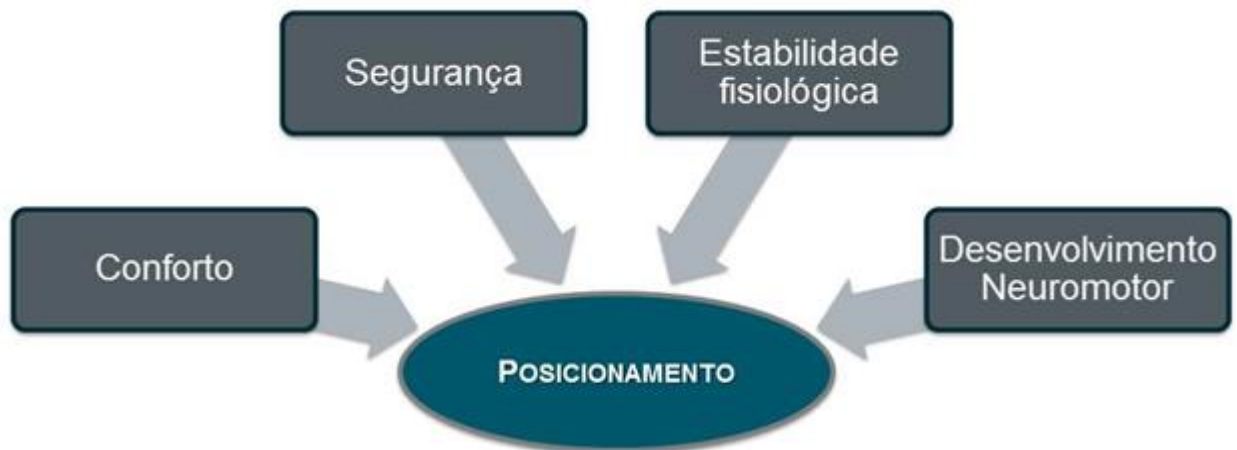 Segurança
Estabilidade
fisiológica
Conforto
Desenvolvimento
Neuromotor
POSICIONAMENTO